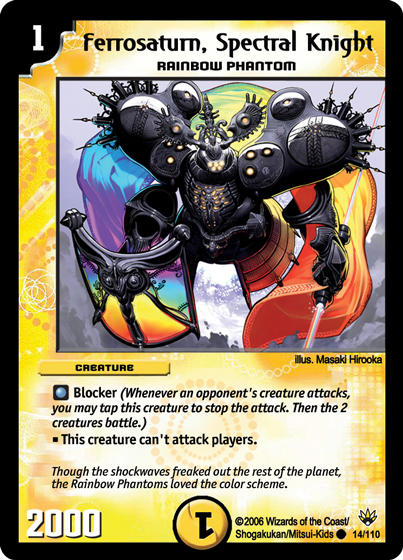 1 Ferrosaturn, Spectral Knight
RAINBOW PHANTOM
illus. Masaki Hirooka
CREATURE
Blocker (Whenever an opponent's creature attacks,
you may tap this creature to stop the attack. Then the 2
creatures battle.)
▪ This creature can't attack players.
Though the shockwaves freaked out the rest of the planet,
the Rainbow Phantoms loved the color scheme.
2000
1
©2006 Wizards of the Coast/
Shogakukan/Mitsui-Kids ● 14/110